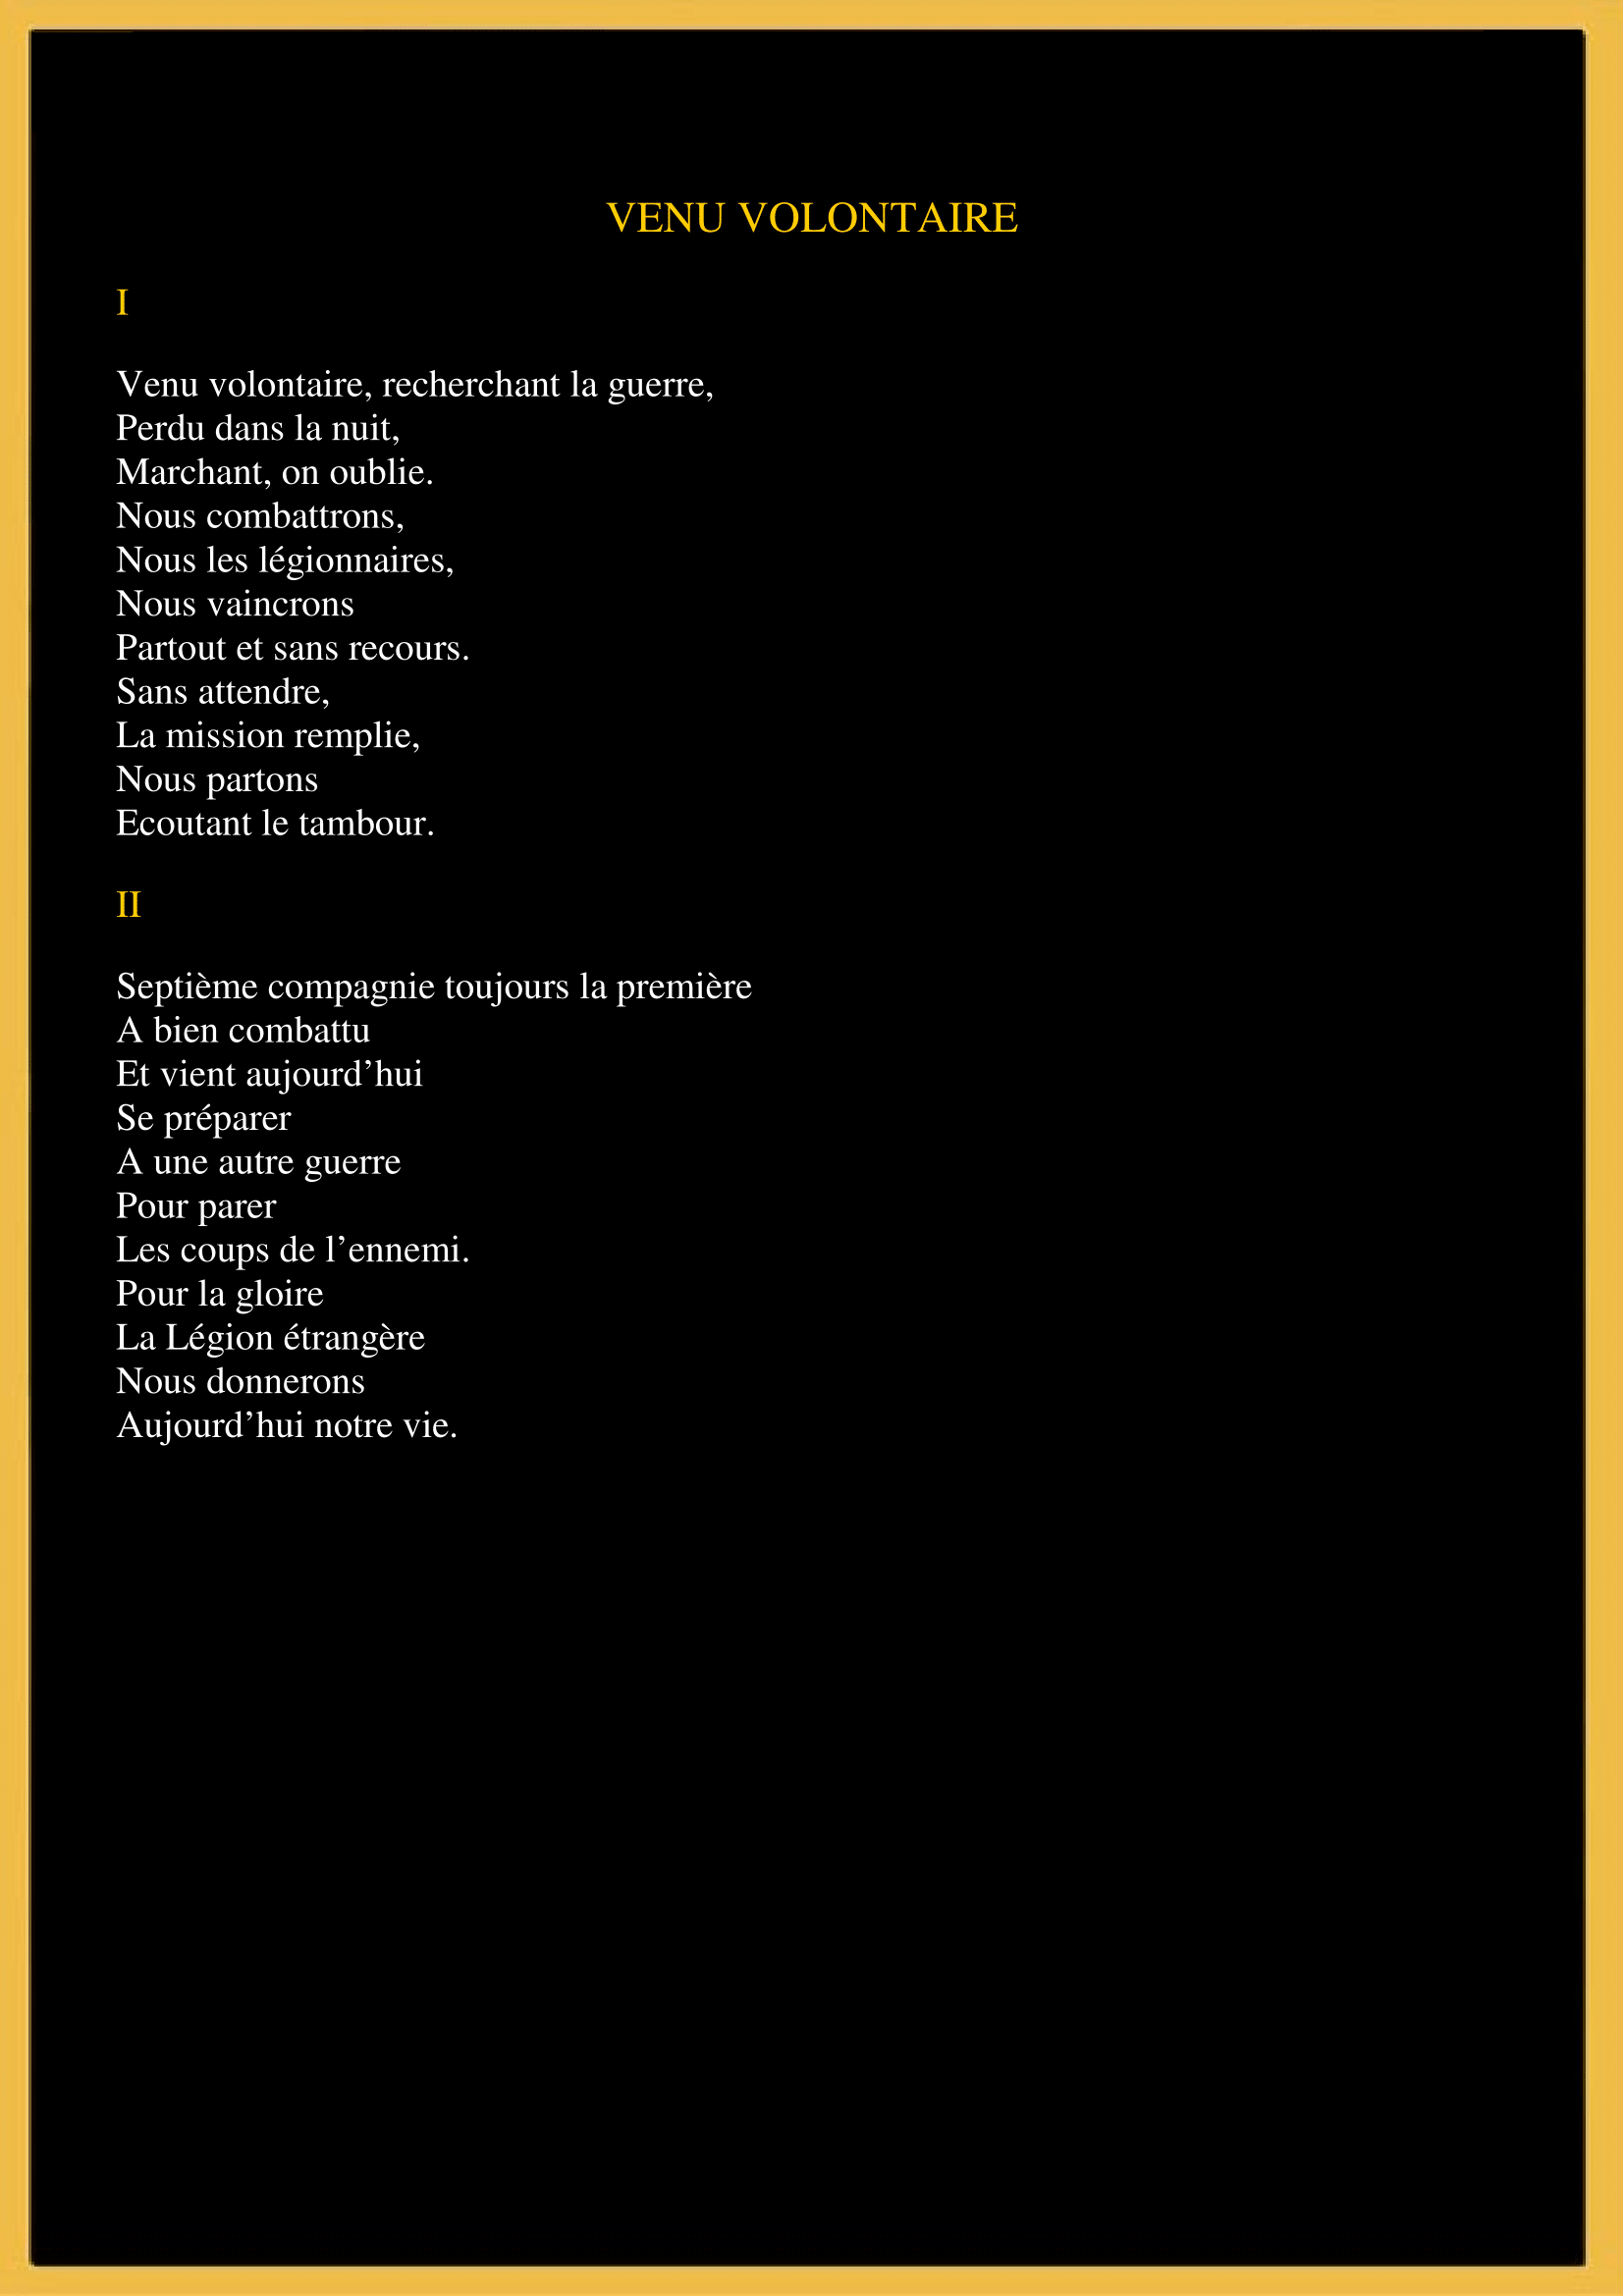 VENU VOLONTAIRE
I
Venu volontaire, recherchant la guerre,
Perdu dans la nuit,
Marchant, on oublie.
Nous combattrons,
Nous les légionnaires,
Nous vaincrons
Partout et sans recours.
Sans attendre,
La mission remplie,
Nous partons
Ecoutant le tambour.
II
Septième compagnie toujours la première
A bien combattu
Et vient aujourd’hui
Se préparer
A une autre guerre
Pour parer
Les coups de l’ennemi.
Pour la gloire
La Légion étrangère
Nous donnerons
Aujourd’hui notre vie.